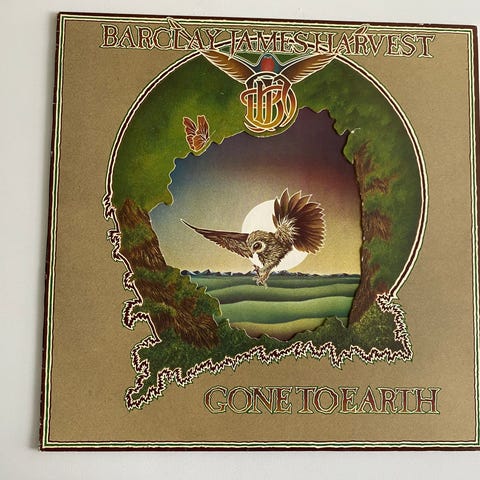 BARCLAY JAMES HARVEST
GONE TO EARTH